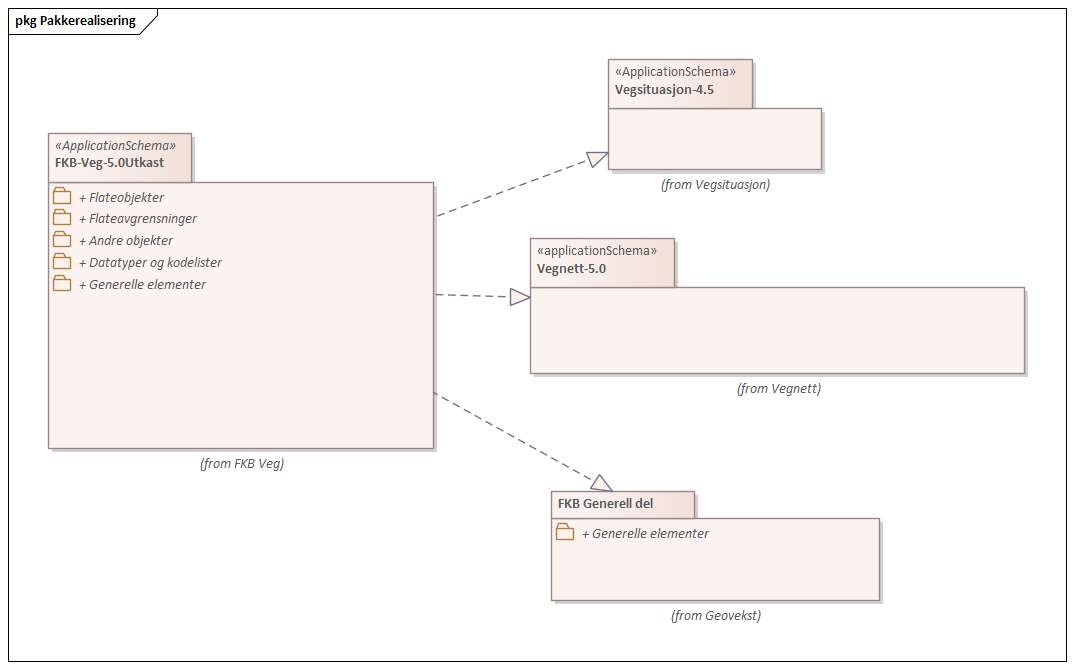 pkg Pakkerealisering
«ApplicationSchema»
Vegsituasjon-4.5
(from Vegsituasjon)
«ApplicationSchema»
FKB-Veg-5.0Utkast
+ Flateobjekter
+ Flateavgrensninger
+ Andre objekter
+ Datatyper og kodelister
+ Generelle elementer
(from FKB Veg)
«applicationSchema»
Vegnett-5.0
(from Vegnett)
FKB Generell del
+ Generelle elementer
(from Geovekst)